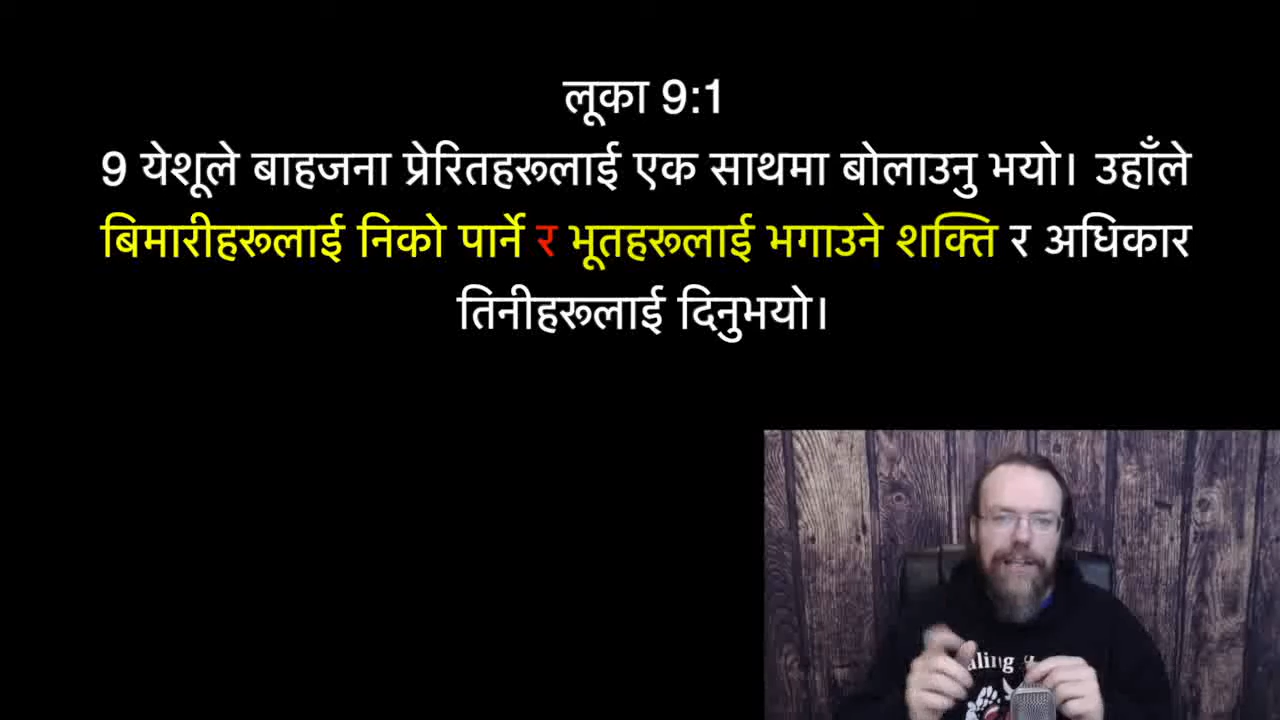 लूका 9:1
9 येशूले बाहजना प्रेरितहरूलाई एक साथमा बोलाउनु भयो। उहाँले
बिमारीहरूलाई निको पार्ने र भूतहरूलाई भगाउने शक्ति र अधिकार
तिनीहरूलाई दिनुभयो।